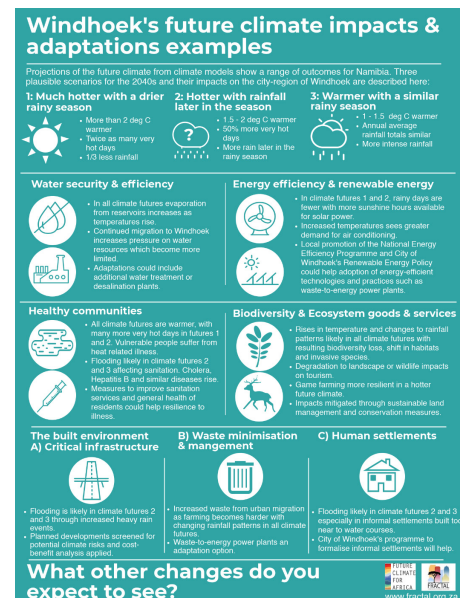 Windhoek's future climate impacts &
adaptations examples
Projections of the future climate from climate models show a range of outcomes for Namibia. Three
plausible scenarios for the 2040s and their impacts on the city-region of Windhoek are described here:
1: Much hotter with a drier
rainy season
• More than 2 deg C
warmer
• Twice as many very
hot days
• 1/3 less rainfall
2: Hotter with rainfall
later in the season
?
• 1.5 - 2 deg C warmer
• 50% more very hot
days
• More rain later in the
rainy season
3: Warmer with a similar
rainy season
• 1 - 1.5 deg C warmer
• Annual average
rainfall totals similar
• More intense rainfall
Water security & efficiency
• In all climate futures evaporation
from reservoirs increases as
temperatures rise.
• Continued migration to Windhoek
increases pressure on water
resources which become more
limited.
• Adaptations could include
additional water treatment or
desalination plants.
Energy efficiency & renewable energy
• In climate futures 1 and 2, rainy days are
fewer with more sunshine hours available
for solar power.
• Increased temperatures sees greater
demand for air conditioning.
• Local promotion of the National Energy
Efficiency Programme and City of
Windhoek's Renewable Energy Policy
could help adoption of energy-efficient
technologies and practices such as
waste-to-energy power plants.
Healthy communities
• All climate futures are warmer, with
many more very hot days in futures 1
and 2. Vulnerable people suffer from
heat related illness.
• Flooding likely in climate futures 2
and 3 affecting sanitation. Cholera,
Hepatitis B and similar diseases rise.
• Measures to improve sanitation
services and general health of
residents could help resilience to
illness.
Biodiversity & Ecosystem goods & services
• Rises in temperature and changes to rainfall
patterns likely in all climate futures with
resulting biodiversity loss, shift in habitats
and invasive species.
• Degradation to landscape or wildlife impacts
on tourism.
• Game farming more resilient in a hotter
future climate.
• Impacts mitigated through sustainable land
management and conservation measures.
The built environment
A) Critical infrastructure
• Flooding is likely in climate futures 2
and 3 through increased heavy rain
events.
• Planned developments screened for
potential climate risks and cost-
benefit analysis applied.
B) Waste minimisation
& mangement
• Increased waste from urban migration
as farming becomes harder with
changing rainfall patterns in all climate
futures.
• Waste-to-energy power plants an
adaptation option.
C) Human settlements
• Flooding likely in climate futures 2 and 3
especially in informal settlements built too
near to water courses.
• City of Windhoek's programme to
formalise informal settlements will help.
What other changes do you
expect to see?
FUTURE
CLIMATE
FOR
AFRICA
FRACTAL
www.fractal.org.za